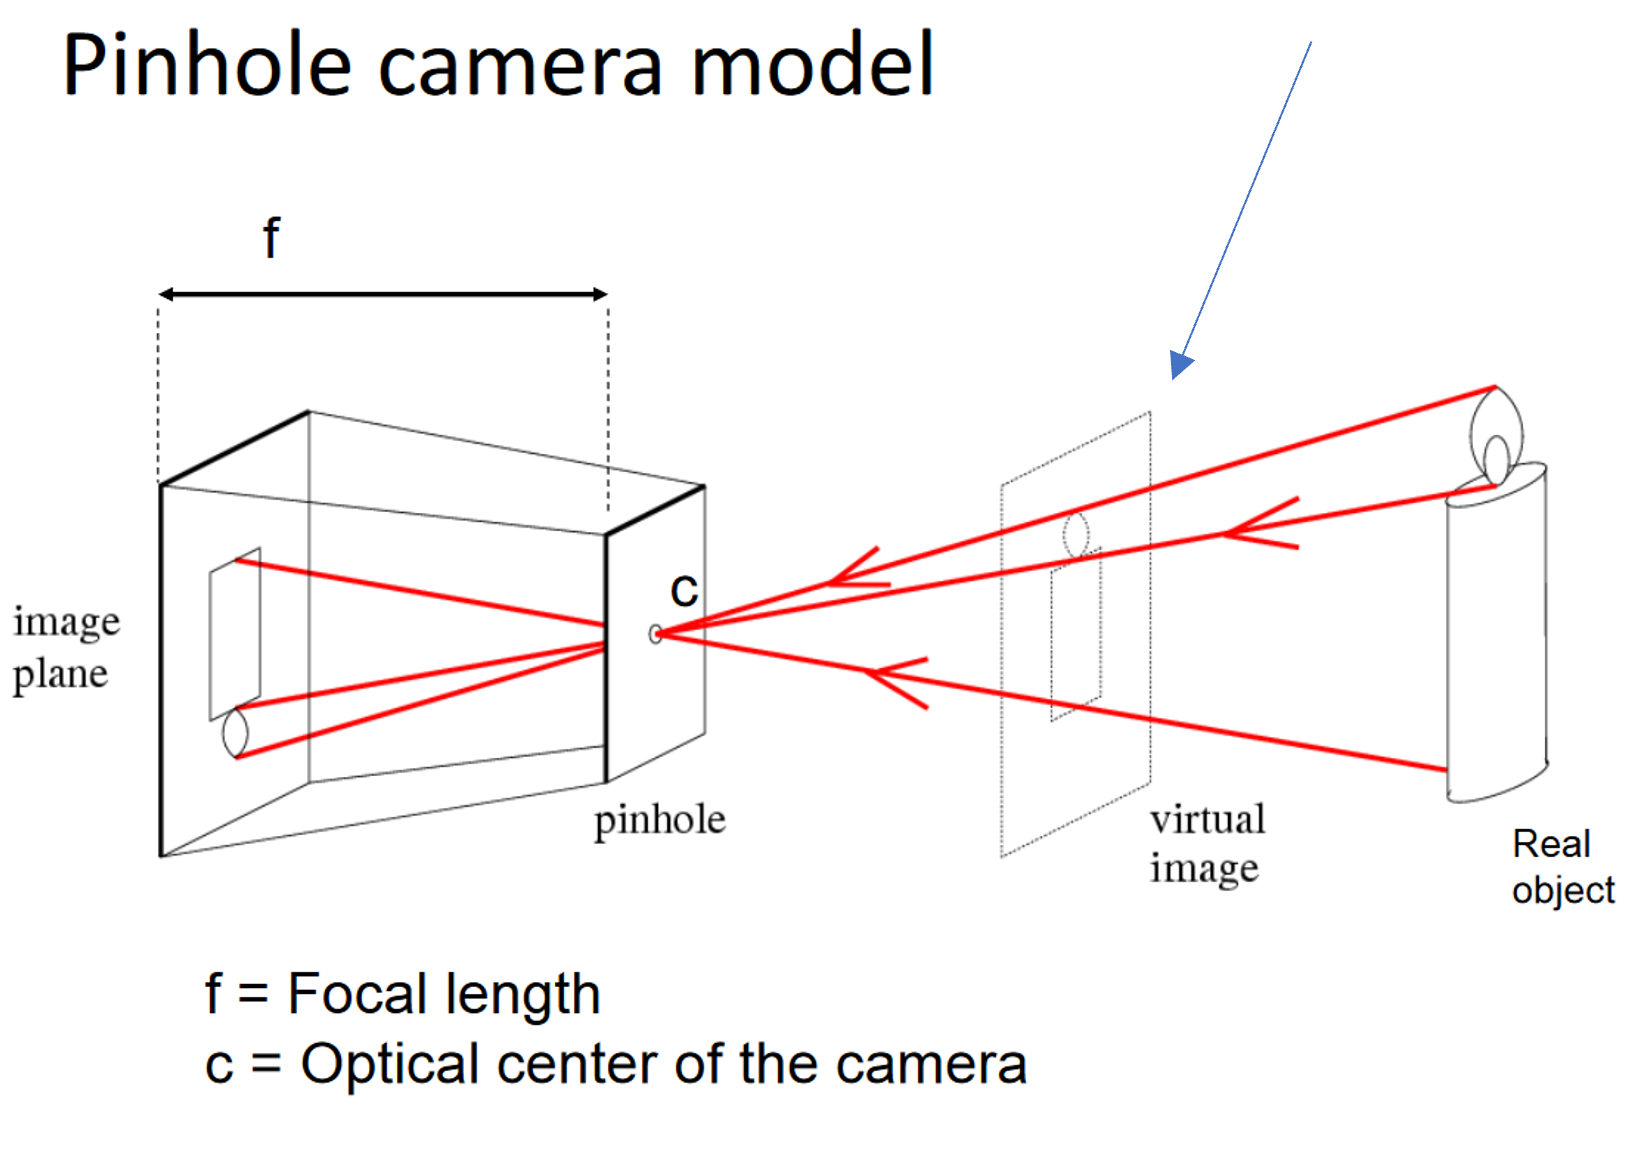 Pinhole camera model
f
c
image
plane
pinhole
virtual
image
Real
object
f = Focal length
c = Optical center of the camera